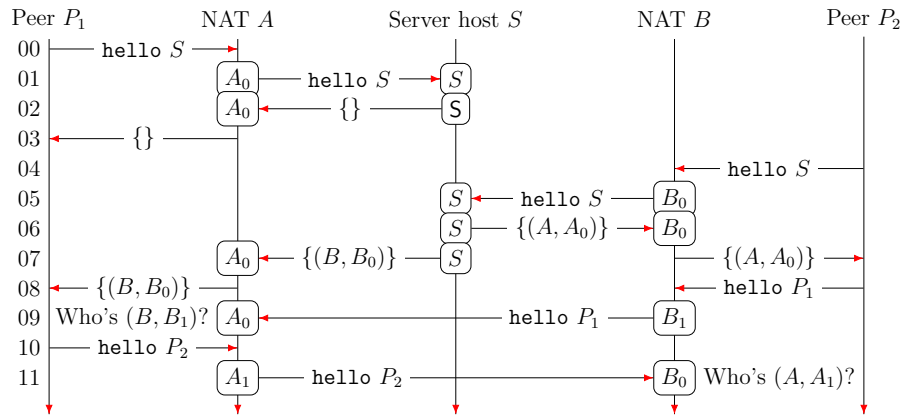 Peer P₁ NAT A Server host S NAT B Peer P₂
00 hello S
01 A₀ hello S S
02 A₀ {} S
03 {}
04 hello S
05 S hello S B₀
06 S {(A, A₀)} B₀
07 A₀ {(B, B₀)} S {(A, A₀)}
08 {(B, B₀)} hello P₁
09 Who's (B, B₁)? A₀ hello P₁ B₁
10 hello P₂
11 A₁ hello P₂ B₀ Who's (A, A₁)?